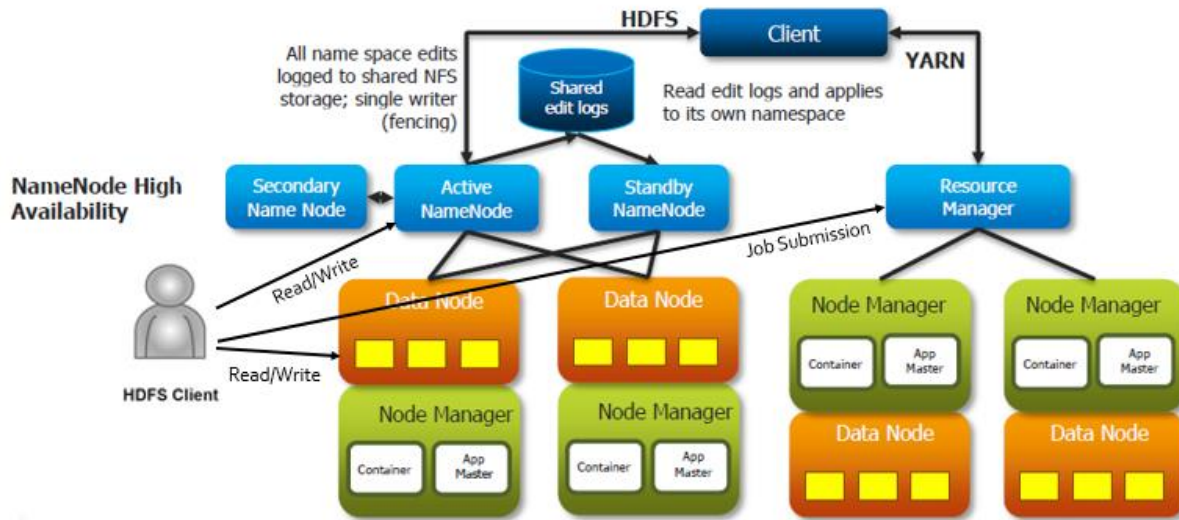 HDFS
Client
YARN
All name space edits
logged to shared NFS
storage; single writer
(fencing)
Shared
edit logs
Read edit logs and applies
to its own namespace
NameNode High
Availability
Secondary
Name Node
Active
NameNode
Standby
NameNode
Resource
Manager
Read/Write
Job Submission
Read/Write
HDFS Client
Data Node
Data Node
Node Manager
Container
App
Master
Node Manager
Container
App
Master
Node Manager
Container
App
Master
Node Manager
Container
App
Master
Data Node
Data Node